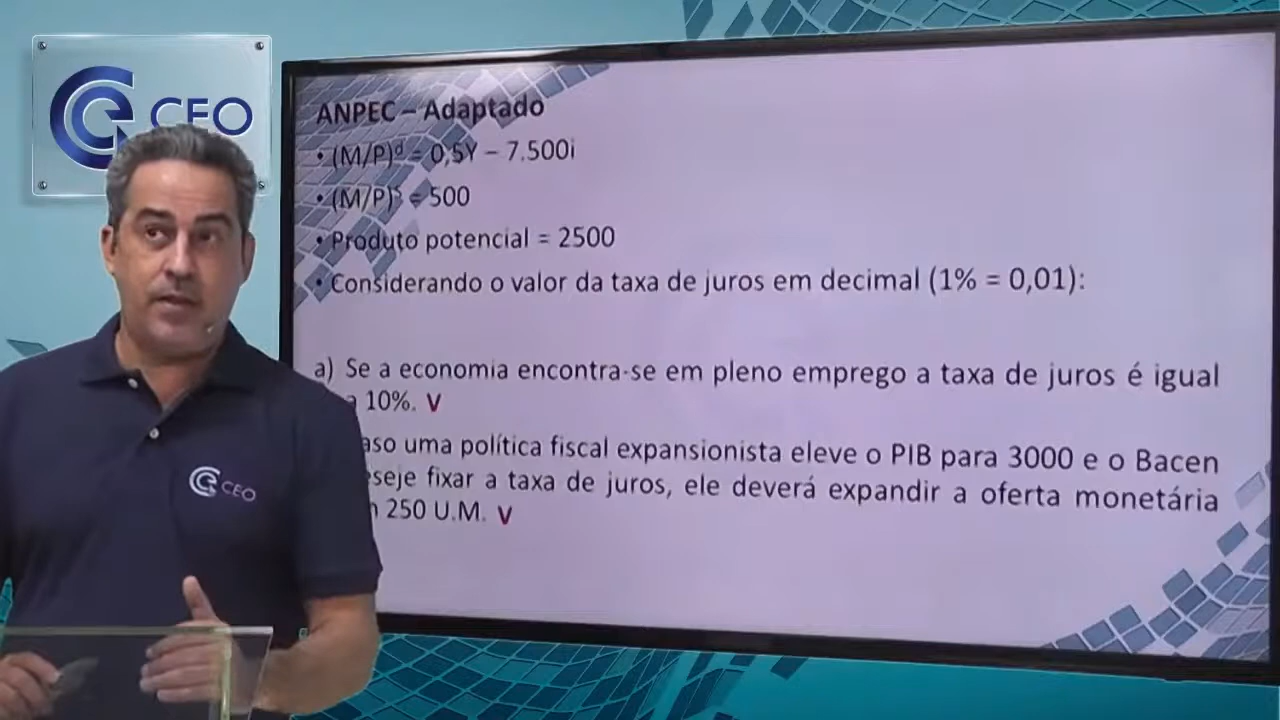 CEO
ANPEC – Adaptado
• (M/P)ᵈ = 0,5Y – 7.500i
• (M/P)ˢ = 500
• Produto potencial = 2500
• Considerando o valor da taxa de juros em decimal (1% = 0,01):
a) Se a economia encontra-se em pleno emprego a taxa de juros é igual
10%. V
uma política fiscal expansionista eleve o PIB para 3000 e o Bacen
fixar a taxa de juros, ele deverá expandir a oferta monetária
250 U.M. V
CEO